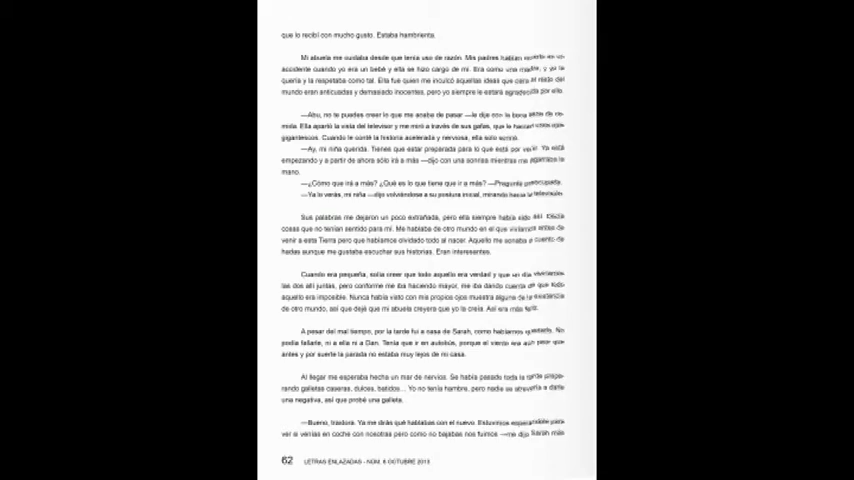 que lo recibí con mucho gusto. Estaba hambrienta.
Mi abuela me cuidaba desde que tenía uso de razón. Mis padres habían muerto en un
accidente cuando yo era un bebé y ella se hizo cargo de mí. Era como una madre, y yo la
quería y la respetaba como tal. Ella fue quien me inculcó aquellas ideas que para el resto del
mundo eran anticuadas y demasiado inocentes, pero yo siempre le estaré agradecida por ello.
—Abu, no te puedes creer lo que me acaba de pasar —le dije con la boca llena de
Ella apartó la vista del televisor y me miró a través de sus gafas, que le hacían unos ojos
gigantescos. Cuando le conté la historia acelerada y nerviosa, ella sólo sonrió.
—Ay, mi niña querida. Tienes que estar preparada para lo que está por venir. Ya está
empezando y a partir de ahora sólo irá a más —dijo con una sonrisa mientras me agarraba la
mano.
—¿Cómo que irá a más? ¿Qué es lo que tiene que ir a más? —Pregunté preocupada.
—Ya lo verás, mi niña —dijo volviéndose a su postura inicial, mirando hacia la televisión.
Sus palabras me dejaron un poco extrañada, pero ella siempre había sido así. Decía
cosas que no tenían sentido para mí. Me hablaba de otro mundo en el que vivíamos antes de
venir a esta Tierra pero que habíamos olvidado todo al nacer. Aquello me sonaba a cuento de
hadas aunque me gustaba escuchar sus historias. Eran interesantes.
Cuando era pequeña, solía creer que todo aquello era verdad y que un día viviríamos
las dos allí juntas, pero conforme me iba haciendo mayor, me iba dando cuenta de que todo
aquello era imposible. Nunca había visto con mis propios ojos muestra alguna de la existencia
de otro mundo, así que dejé que mi abuela creyera que yo la creía. Así era más feliz.
A pesar del mal tiempo, por la tarde fui a casa de Sarah, como habíamos quedado. No
podía fallarle, ni a ella ni a Dan. Tenía que ir en autobús, porque el viento era aún peor que
antes y por suerte la parada no estaba muy lejos de mi casa.
Al llegar me esperaba hecha un mar de nervios. Se había pasado toda la tarde prepa-
rando galletas caseras, dulces, batidos… Yo no tenía hambre, pero nadie se atrevería a darle
una negativa, así que probé una galleta.
—Bueno, traidora. Ya me dirás qué hablabas con el nuevo. Estuvimos esperándote para
ver si venías en coche con nosotras pero como no bajabas nos fuimos —me dijo Sarah más
62 LETRAS ENLAZADAS - NÚM. 6 OCTUBRE 2013